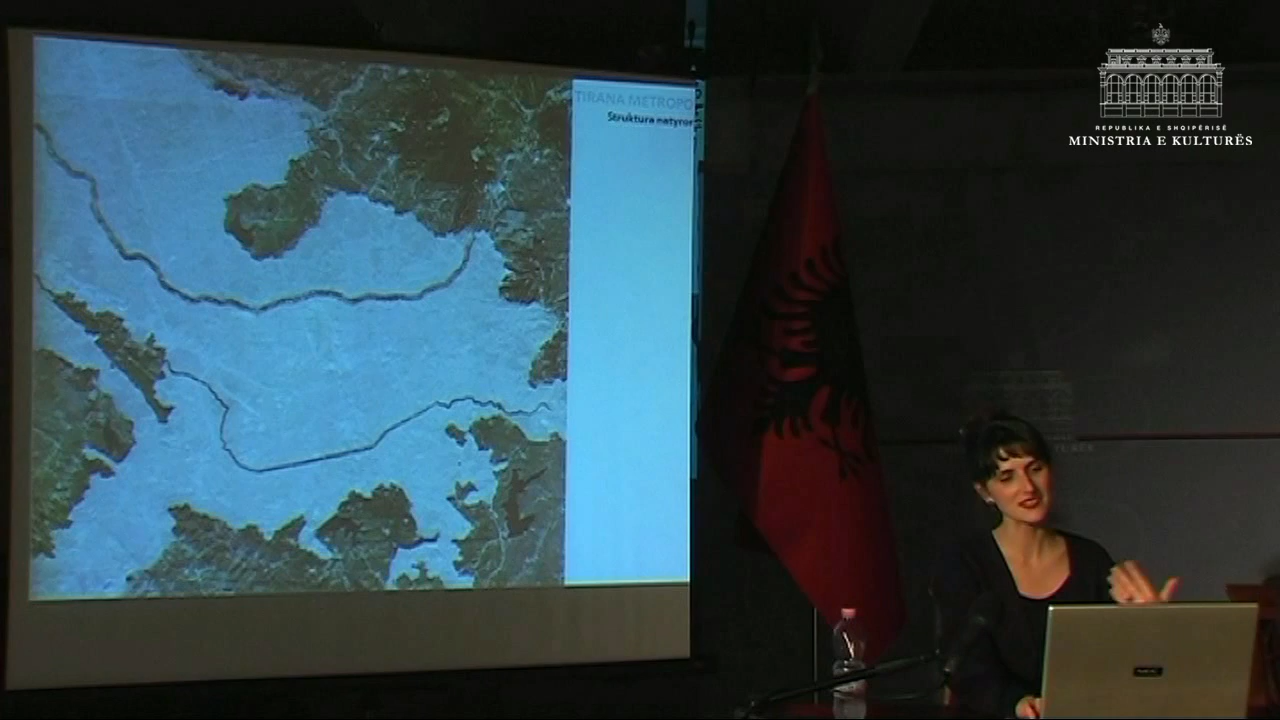 TIRANA METROPO
Struktura natyror
REPUBLIKA E SHQIPËRISË
MINISTRIA E KULTURËS